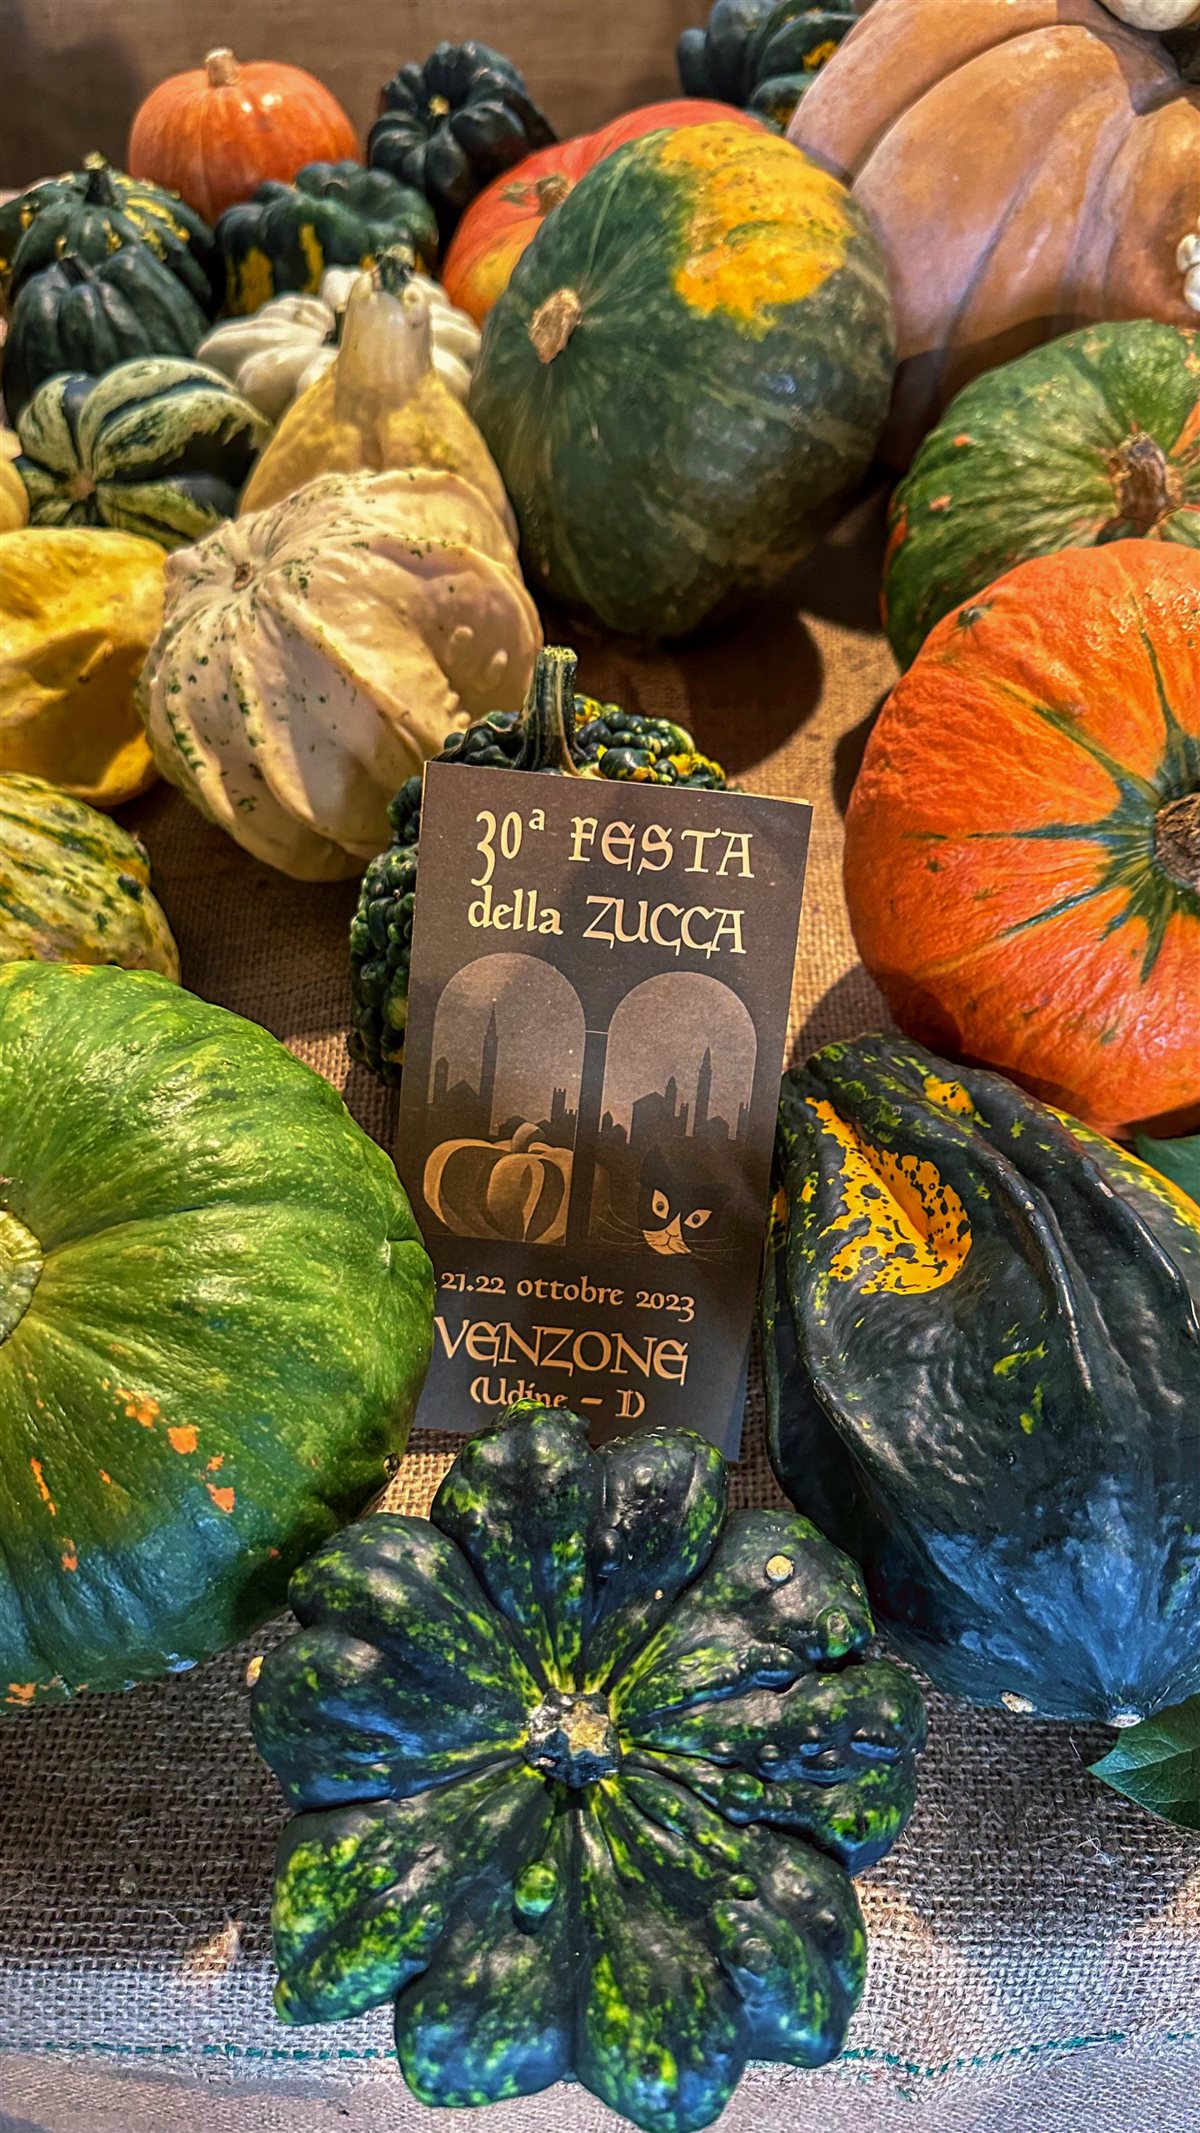 30ª FESTA
della ZUCCA
21.22 ottobre 2023
VENZONE
(Udine – I)